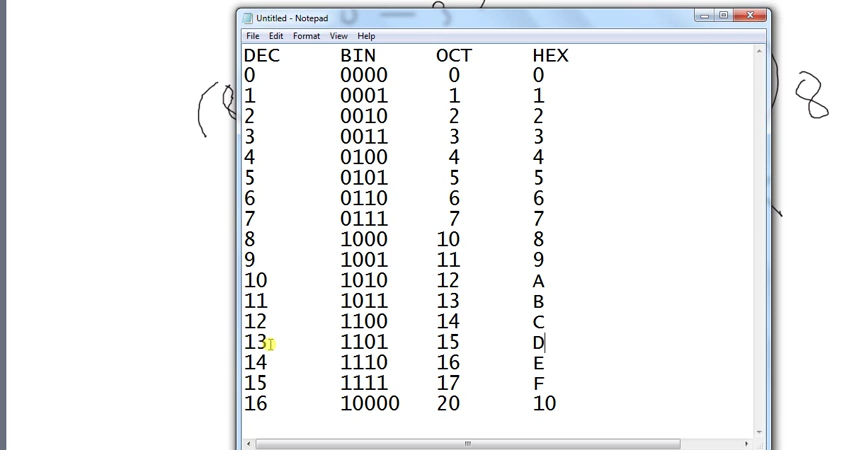 Untitled - Notepad
File Edit Format View Help
DEC BIN OCT HEX
0 0000 0 0
1 0001 1 1
2 0010 2 2
3 0011 3 3
4 0100 4 4
5 0101 5 5
6 0110 6 6
7 0111 7 7
8 1000 10 8
9 1001 11 9
10 1010 12 A
11 1011 13 B
12 1100 14 C
13 1101 15 D
14 1110 16 E
15 1111 17 F
16 10000 20 10
8